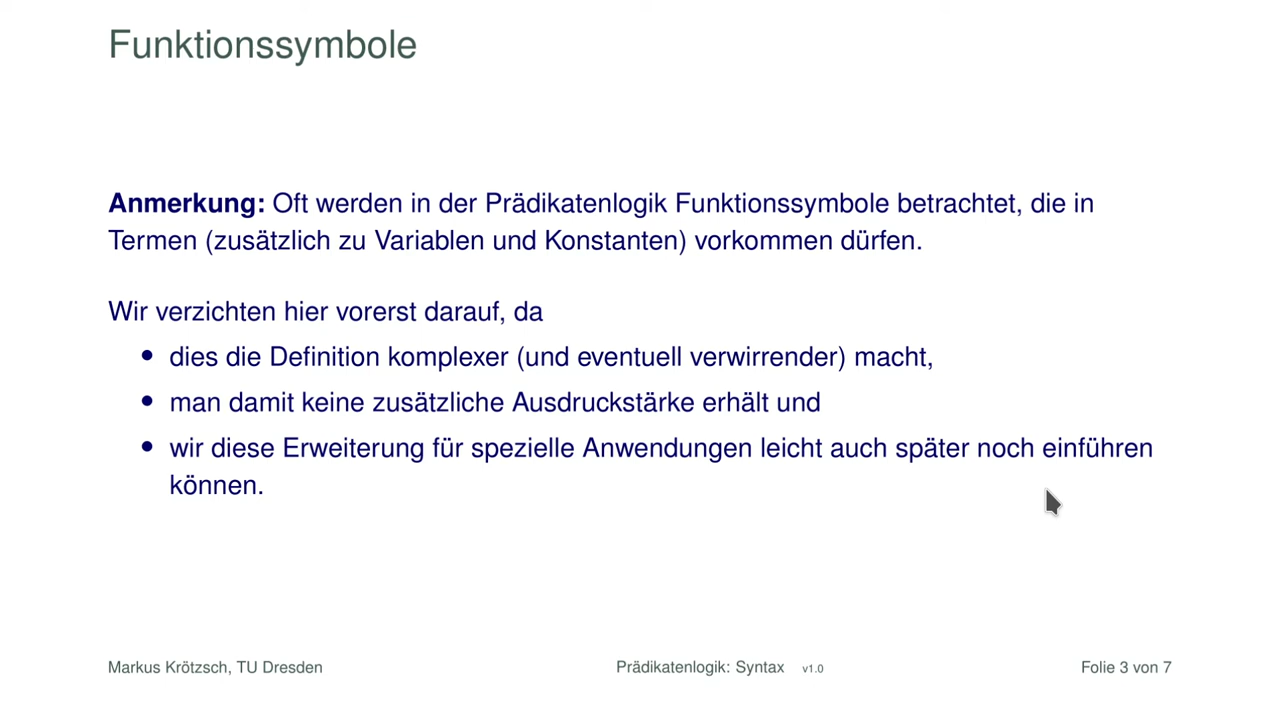 Funktionssymbole
Anmerkung: Oft werden in der Prädikatenlogik Funktionssymbole betrachtet, die in
Termen (zusätzlich zu Variablen und Konstanten) vorkommen dürfen.
Wir verzichten hier vorerst darauf, da
• dies die Definition komplexer (und eventuell verwirrender) macht,
• man damit keine zusätzliche Ausdruckstärke erhält und
• wir diese Erweiterung für spezielle Anwendungen leicht auch später noch einführen
können.
Markus Krötzsch, TU Dresden Prädikatenlogik: Syntax v1.0 Folie 3 von 7